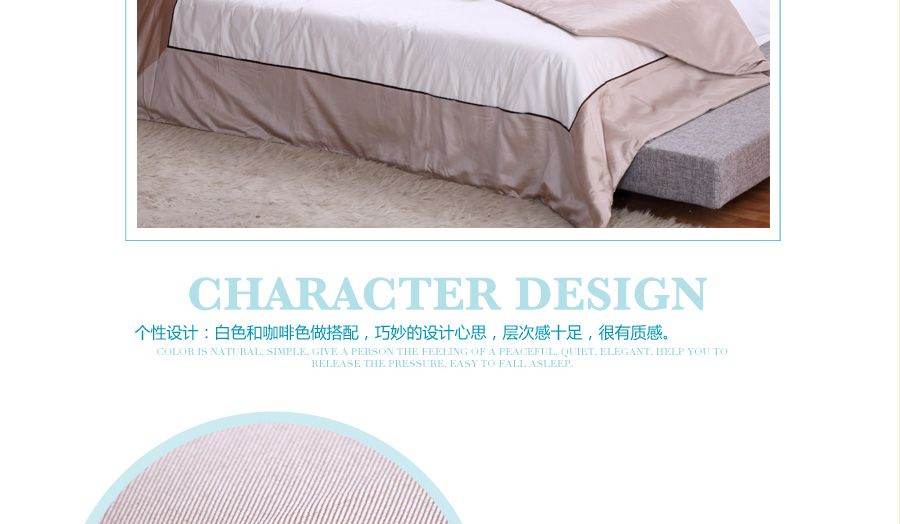 CHARACTER DESIGN
个性设计：白色和咖啡色做搭配，巧妙的设计心思，层次感十足，很有质感。
COLOR IS NATURAL, SIMPLE, GIVE A PERSON THE FEELING OF A PEACEFUL, QUIET, ELEGANT, HELP YOU TO
RELEASE THE PRESSURE, EASY TO FALL ASLEEP.